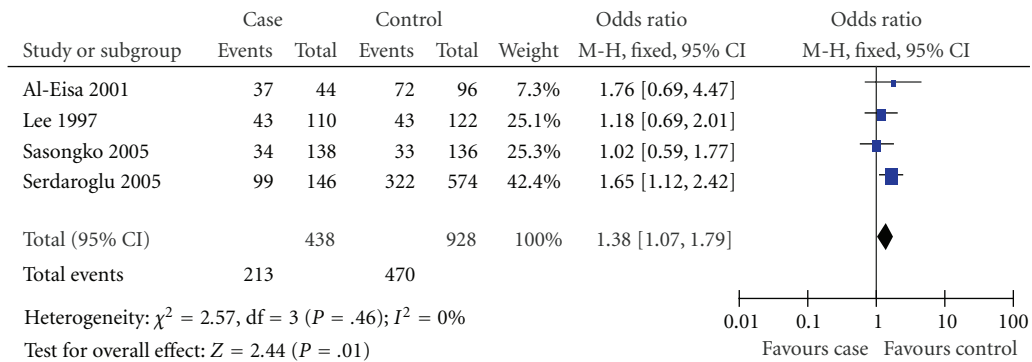 Case Control Odds ratio Odds ratio
Study or subgroup Events Total Events Total Weight M-H, fixed, 95% CI M-H, fixed, 95% CI
Al-Eisa 2001 37 44 72 96 7.3% 1.76 [0.69, 4.47]
Lee 1997 43 110 43 122 25.1% 1.18 [0.69, 2.01]
Sasongko 2005 34 138 33 136 25.3% 1.02 [0.59, 1.77]
Serdaroglu 2005 99 146 322 574 42.4% 1.65 [1.12, 2.42]
Total (95% CI) 438 928 100% 1.38 [1.07, 1.79]
Total events 213 470
Heterogeneity: χ² = 2.57, df = 3 (P = .46); I² = 0%
Test for overall effect: Z = 2.44 (P = .01)
0.01 0.1 1 10 100
Favours case Favours control